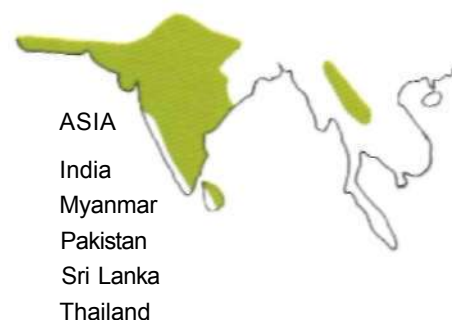 ASIA
India
Myanmar
Pakistan
Sri Lanka
Thailand